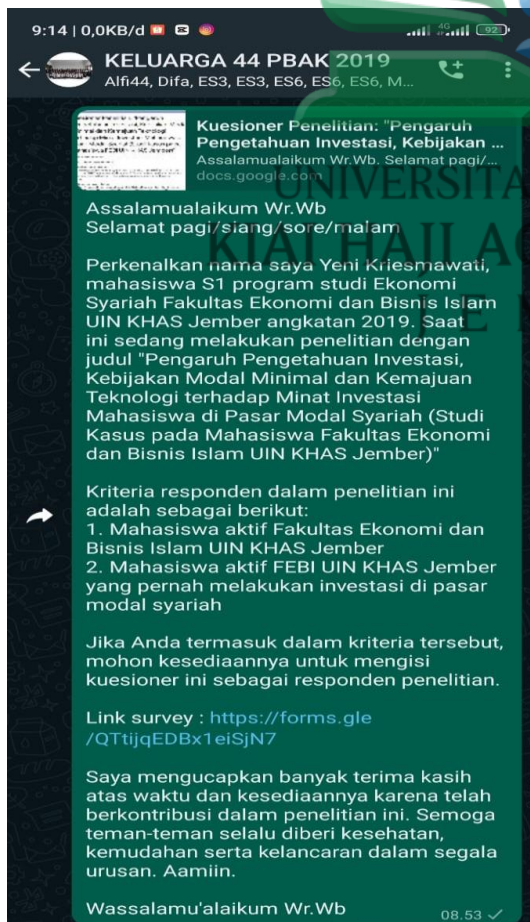 9:14 | 0,0KB/d 4G 92
KELUARGA 44 PBAK 2019
Alfi44, Difa, ES3, ES3, ES6, ES6, ES6, M...
Kuesioner Penelitian: "Pengaruh
Pengetahuan Investasi, Kebijakan ...
Assalamualaikum Wr.Wb. Selamat pagi/...
docs.google.com
Assalamualaikum Wr.Wb
Selamat pagi/siang/sore/malam
Perkenalkan nama saya Yeni Kriesmawati,
mahasiswa S1 program studi Ekonomi
Syariah Fakultas Ekonomi dan Bisnis Islam
UIN KHAS Jember angkatan 2019. Saat
ini sedang melakukan penelitian dengan
judul "Pengaruh Pengetahuan Investasi,
Kebijakan Modal Minimal dan Kemajuan
Teknologi terhadap Minat Investasi
Mahasiswa di Pasar Modal Syariah (Studi
Kasus pada Mahasiswa Fakultas Ekonomi
dan Bisnis Islam UIN KHAS Jember)"
Kriteria responden dalam penelitian ini
adalah sebagai berikut:
1. Mahasiswa aktif Fakultas Ekonomi dan
Bisnis Islam UIN KHAS Jember
2. Mahasiswa aktif FEBI UIN KHAS Jember
yang pernah melakukan investasi di pasar
modal syariah
Jika Anda termasuk dalam kriteria tersebut,
mohon kesediaannya untuk mengisi
kuesioner ini sebagai responden penelitian.
Link survey : https://forms.gle
/QTtijqEDBx1eiSjN7
Saya mengucapkan banyak terima kasih
atas waktu dan kesediaannya karena telah
berkontribusi dalam penelitian ini. Semoga
teman-teman selalu diberi kesehatan,
kemudahan serta kelancaran dalam segala
urusan. Aamiin.
Wassalamu'alaikum Wr.Wb
08.53
UNIVERSITA
KIAI HAJI A
J E